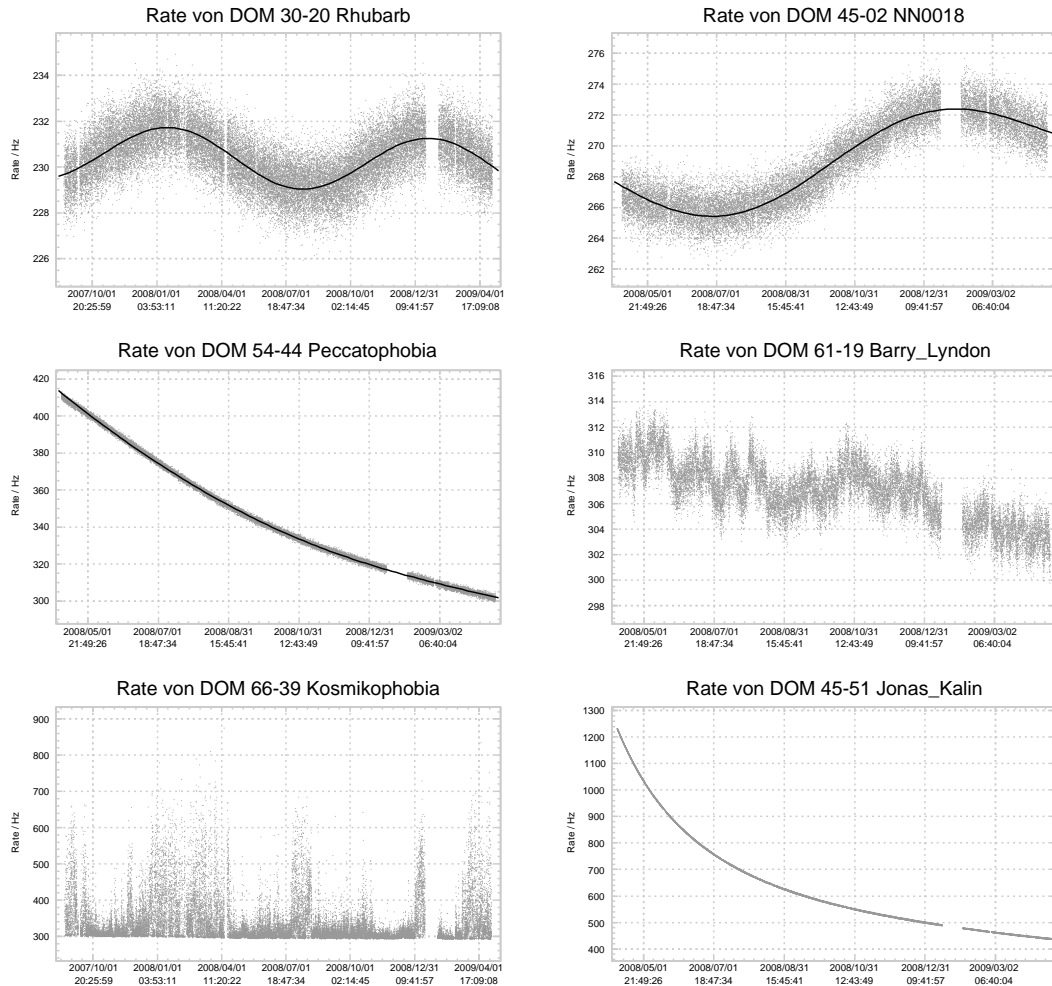 Rate von DOM 30-20 Rhubarb
Rate / Hz
234
232
230
228
226
2007/10/01 2008/01/01 2008/04/01 2008/07/01 2008/10/01 2008/12/31 2009/04/01
20:25:59 03:53:11 11:20:22 18:47:34 02:14:45 09:41:57 17:09:08
Rate von DOM 45-02 NN0018
Rate / Hz
276
274
272
270
268
266
264
262
2008/05/01 2008/07/01 2008/08/31 2008/10/31 2008/12/31 2009/03/02
21:49:26 18:47:34 15:45:41 12:43:49 09:41:57 06:40:04
Rate von DOM 54-44 Peccatophobia
Rate / Hz
420
400
380
360
340
320
300
2008/05/01 2008/07/01 2008/08/31 2008/10/31 2008/12/31 2009/03/02
21:49:26 18:47:34 15:45:41 12:43:49 09:41:57 06:40:04
Rate von DOM 61-19 Barry_Lyndon
Rate / Hz
316
314
312
310
308
306
304
302
300
298
2008/05/01 2008/07/01 2008/08/31 2008/10/31 2008/12/31 2009/03/02
21:49:26 18:47:34 15:45:41 12:43:49 09:41:57 06:40:04
Rate von DOM 66-39 Kosmikophobia
Rate / Hz
900
800
700
600
500
400
300
2007/10/01 2008/01/01 2008/04/01 2008/07/01 2008/10/01 2008/12/31 2009/04/01
20:25:59 03:53:11 11:20:22 18:47:34 02:14:45 09:41:57 17:09:08
Rate von DOM 45-51 Jonas_Kalin
Rate / Hz
1300
1200
1100
1000
900
800
700
600
500
400
2008/05/01 2008/07/01 2008/08/31 2008/10/31 2008/12/31 2009/03/02
21:49:26 18:47:34 15:45:41 12:43:49 09:41:57 06:40:04